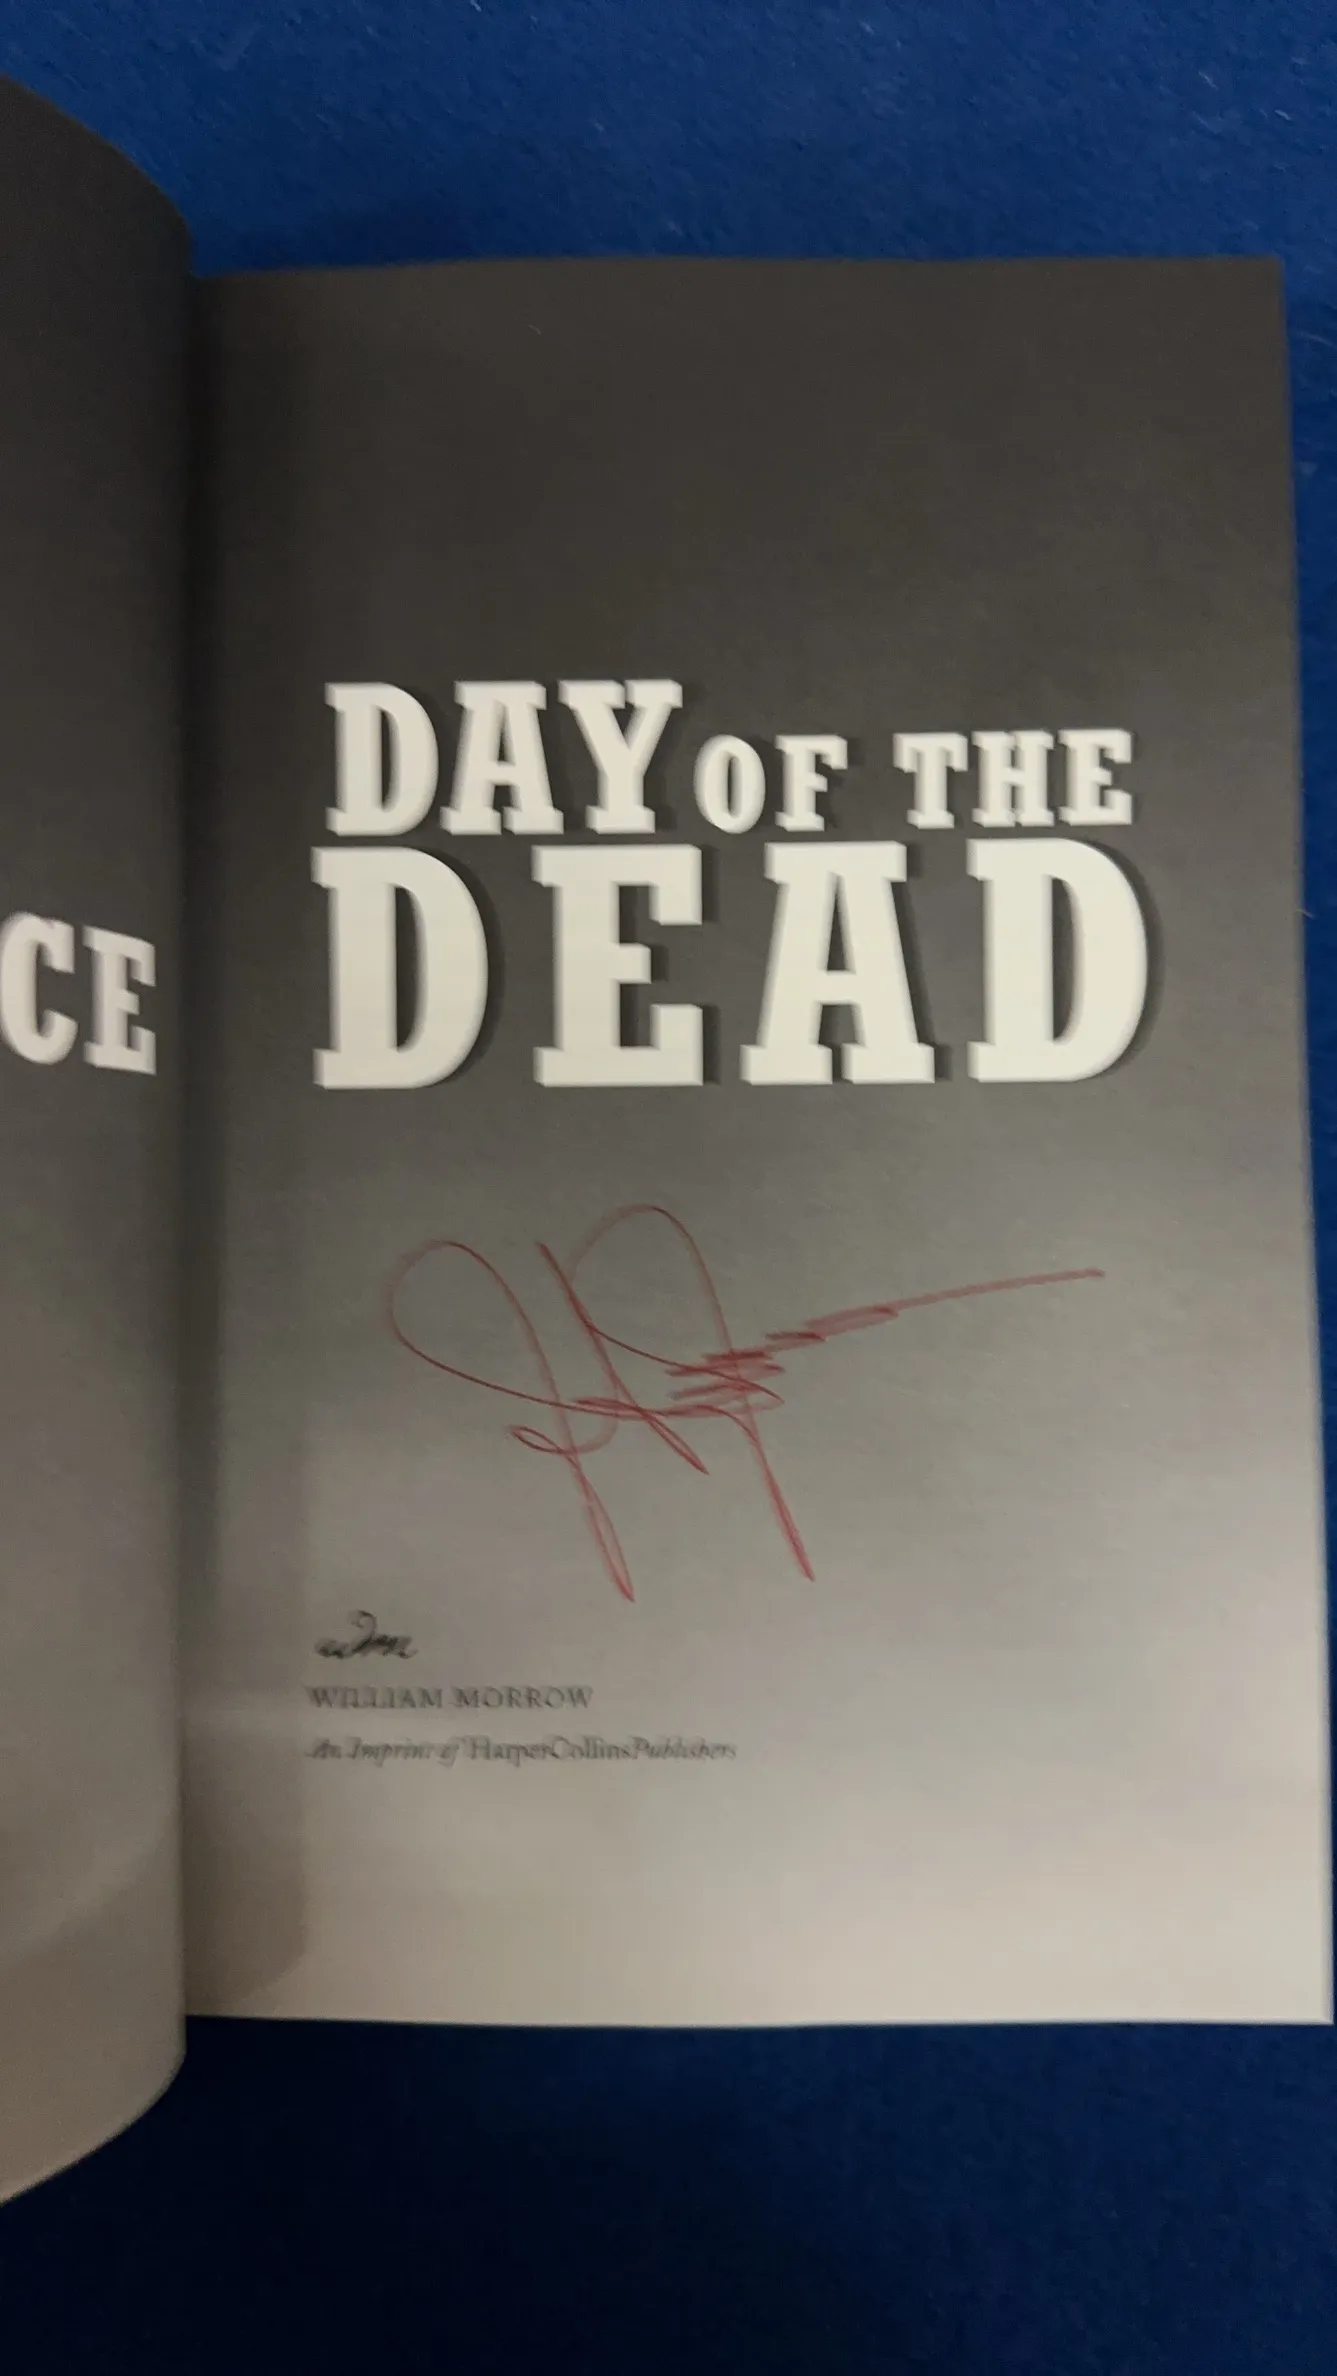 CE
DAY OF THE
DEAD
WILLIAM MORROW
An Imprint of HarperCollinsPublishers